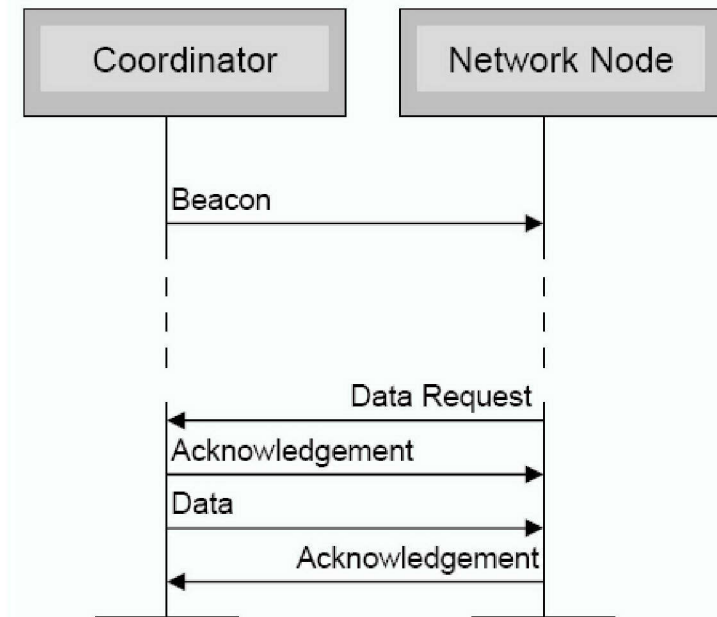 Coordinator
Network Node
Beacon
Data Request
Acknowledgement
Data
Acknowledgement